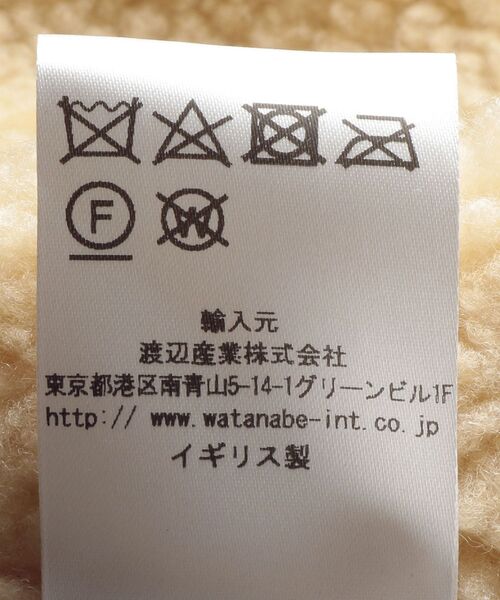 F W
輸入元
渡辺産業株式会社
東京都港区南青山5-14-1グリーンビル1F
http:// www.watanabe-int.co.jp
イギリス製